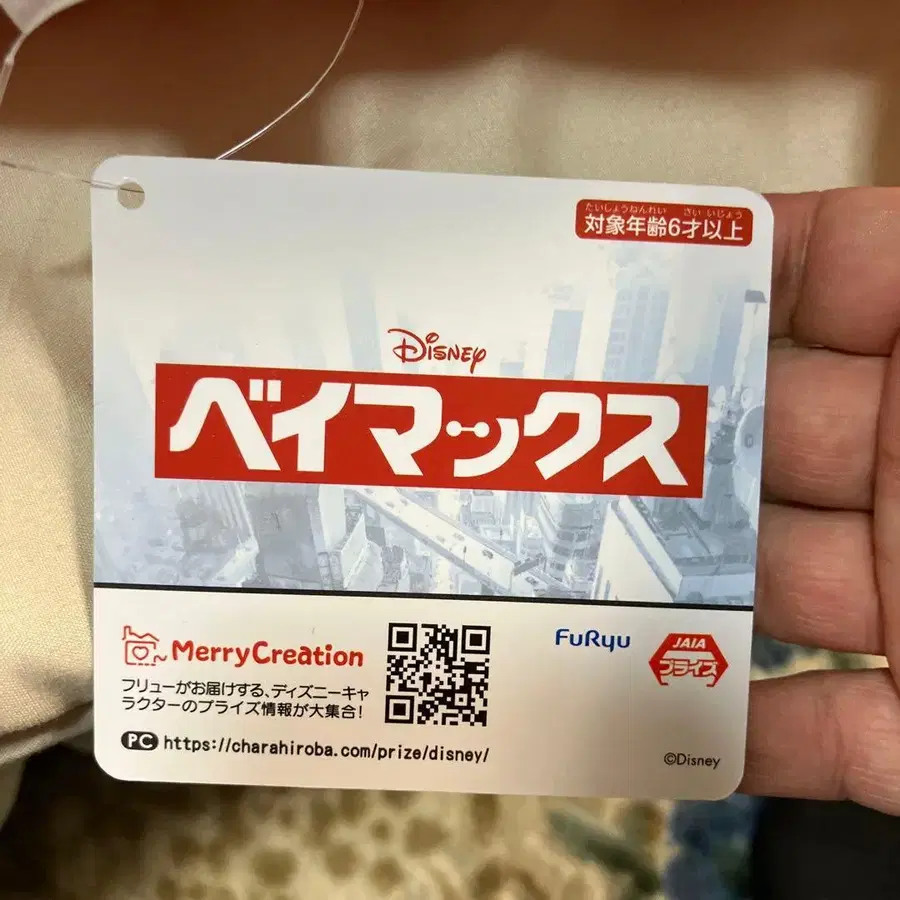 たいしょうねんれい さい いじょう
対象年齢6才以上
Disney
ベイマックス
MerryCreation
フリューがお届けする、ディズニーキャ
ラクターのプライズ情報が大集合!
PC https://charahiroba.com/prize/disney/
FuRyu
JAIA
プライズ
©Disney